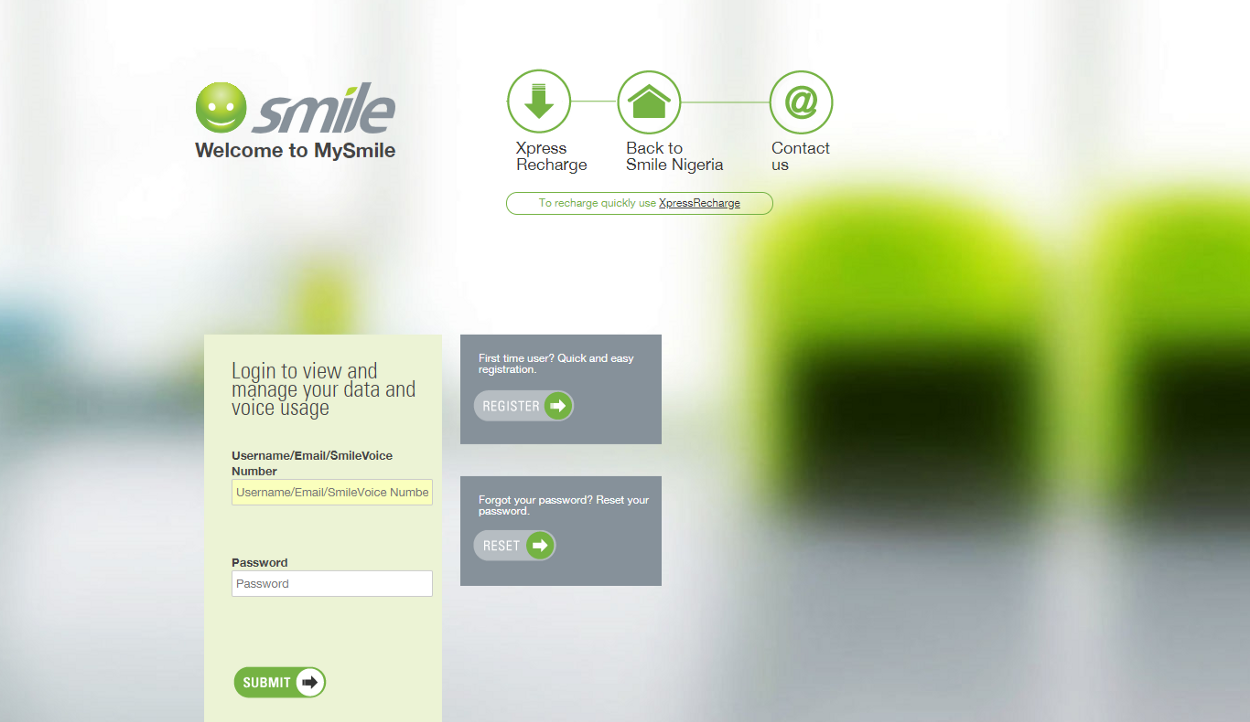 smile
Welcome to MySmile
Xpress
Recharge
Back to
Smile Nigeria
Contact
us
To recharge quickly use XpressRecharge
Login to view and
manage your data and
voice usage
Username/Email/SmileVoice
Number
Username/Email/SmileVoice Numbe
Password
Password
SUBMIT
First time user? Quick and easy
registration.
REGISTER
Forgot your password? Reset your
password.
RESET